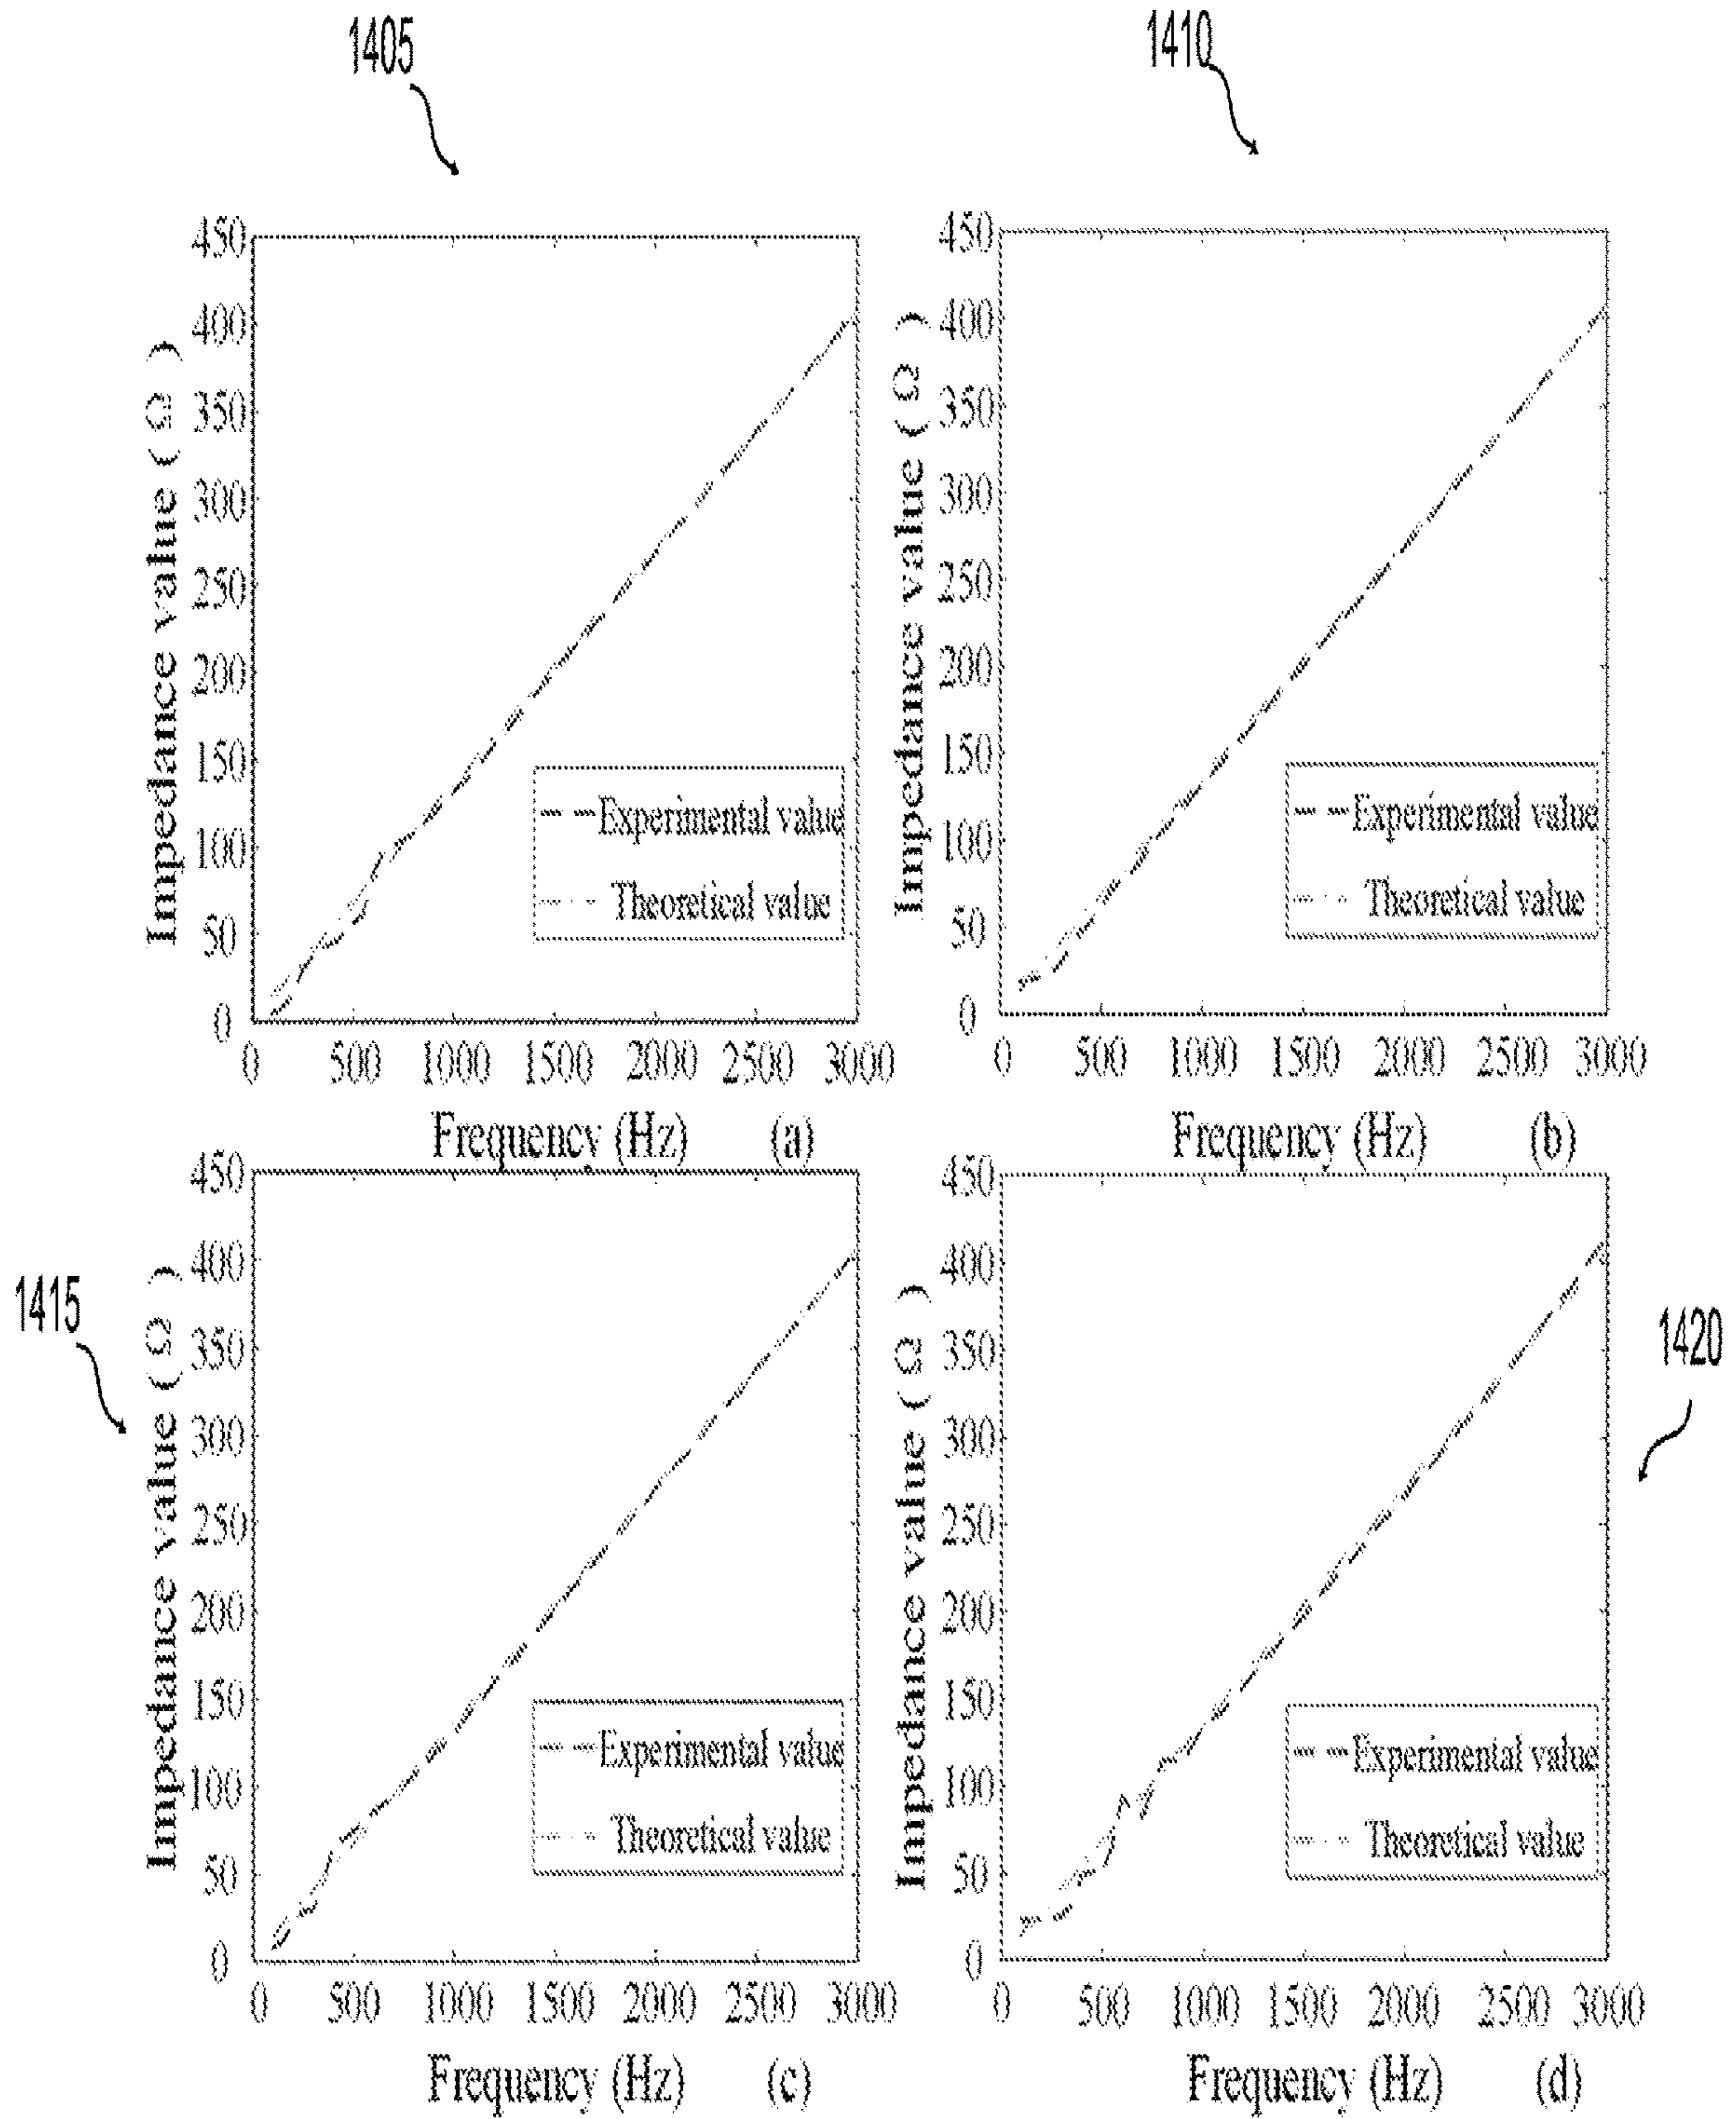 1405
1410
450
400
350
300
250
200
150
100
50
0
Impedance value ( Ω )
Experimental value
Theoretical value
0 500 1000 1500 2000 2500 3000
Frequency (Hz) (a)
450
400
350
300
250
200
150
100
50
0
Impedance value ( Ω )
Experimental value
Theoretical value
0 500 1000 1500 2000 2500 3000
Frequency (Hz) (b)
1415
450
400
350
300
250
200
150
100
50
0
Impedance value ( Ω )
Experimental value
Theoretical value
0 500 1000 1500 2000 2500 3000
Frequency (Hz) (c)
1420
450
400
350
300
250
200
150
100
50
0
Impedance value ( Ω )
Experimental value
Theoretical value
0 500 1000 1500 2000 2500 3000
Frequency (Hz) (d)